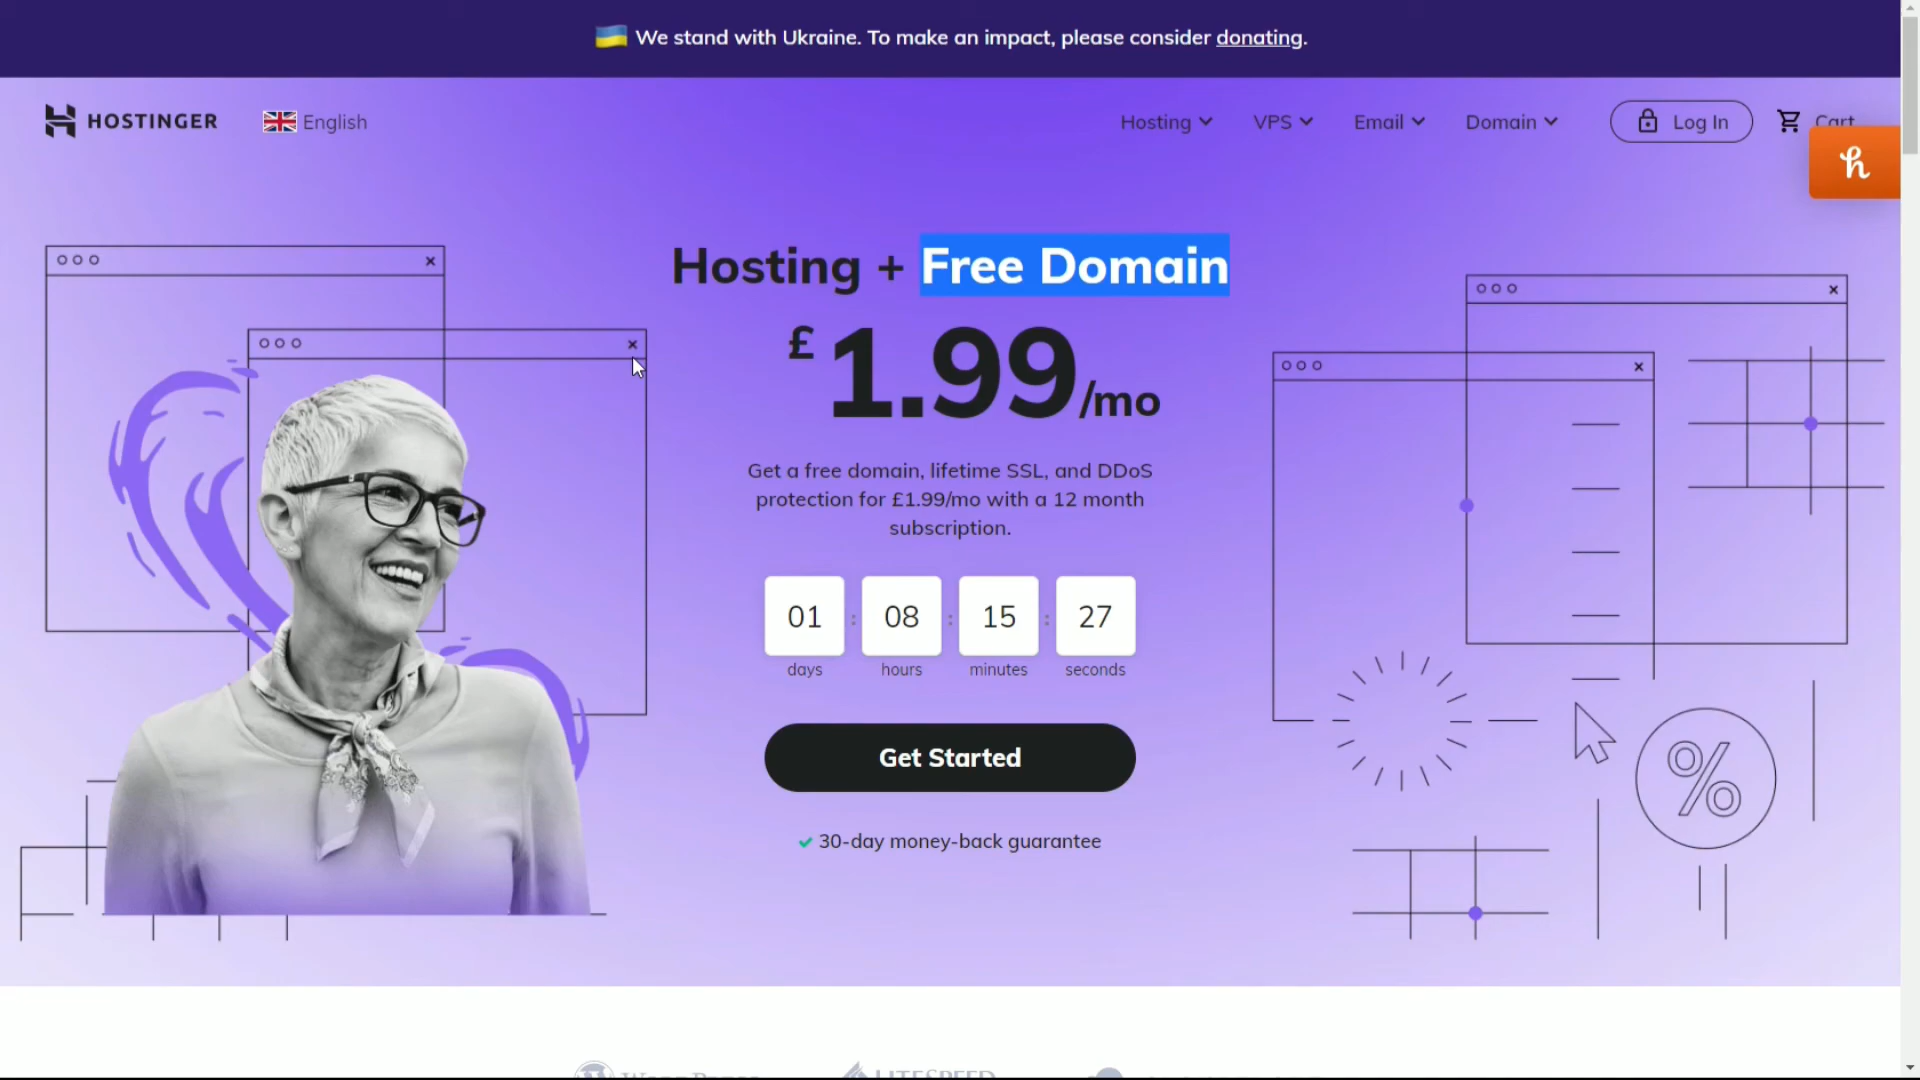 We stand with Ukraine. To make an impact, please consider donating.
HOSTINGER
English
Hosting
VPS
Email
Domain
Log In
Cart
h
Hosting + Free Domain
£1.99/mo
Get a free domain, lifetime SSL, and DDoS
protection for £1.99/mo with a 12 month
subscription.
01 : 08 : 15 : 27
days hours minutes seconds
Get Started
30-day money-back guarantee
%
WORDPRESS
LITESPEED